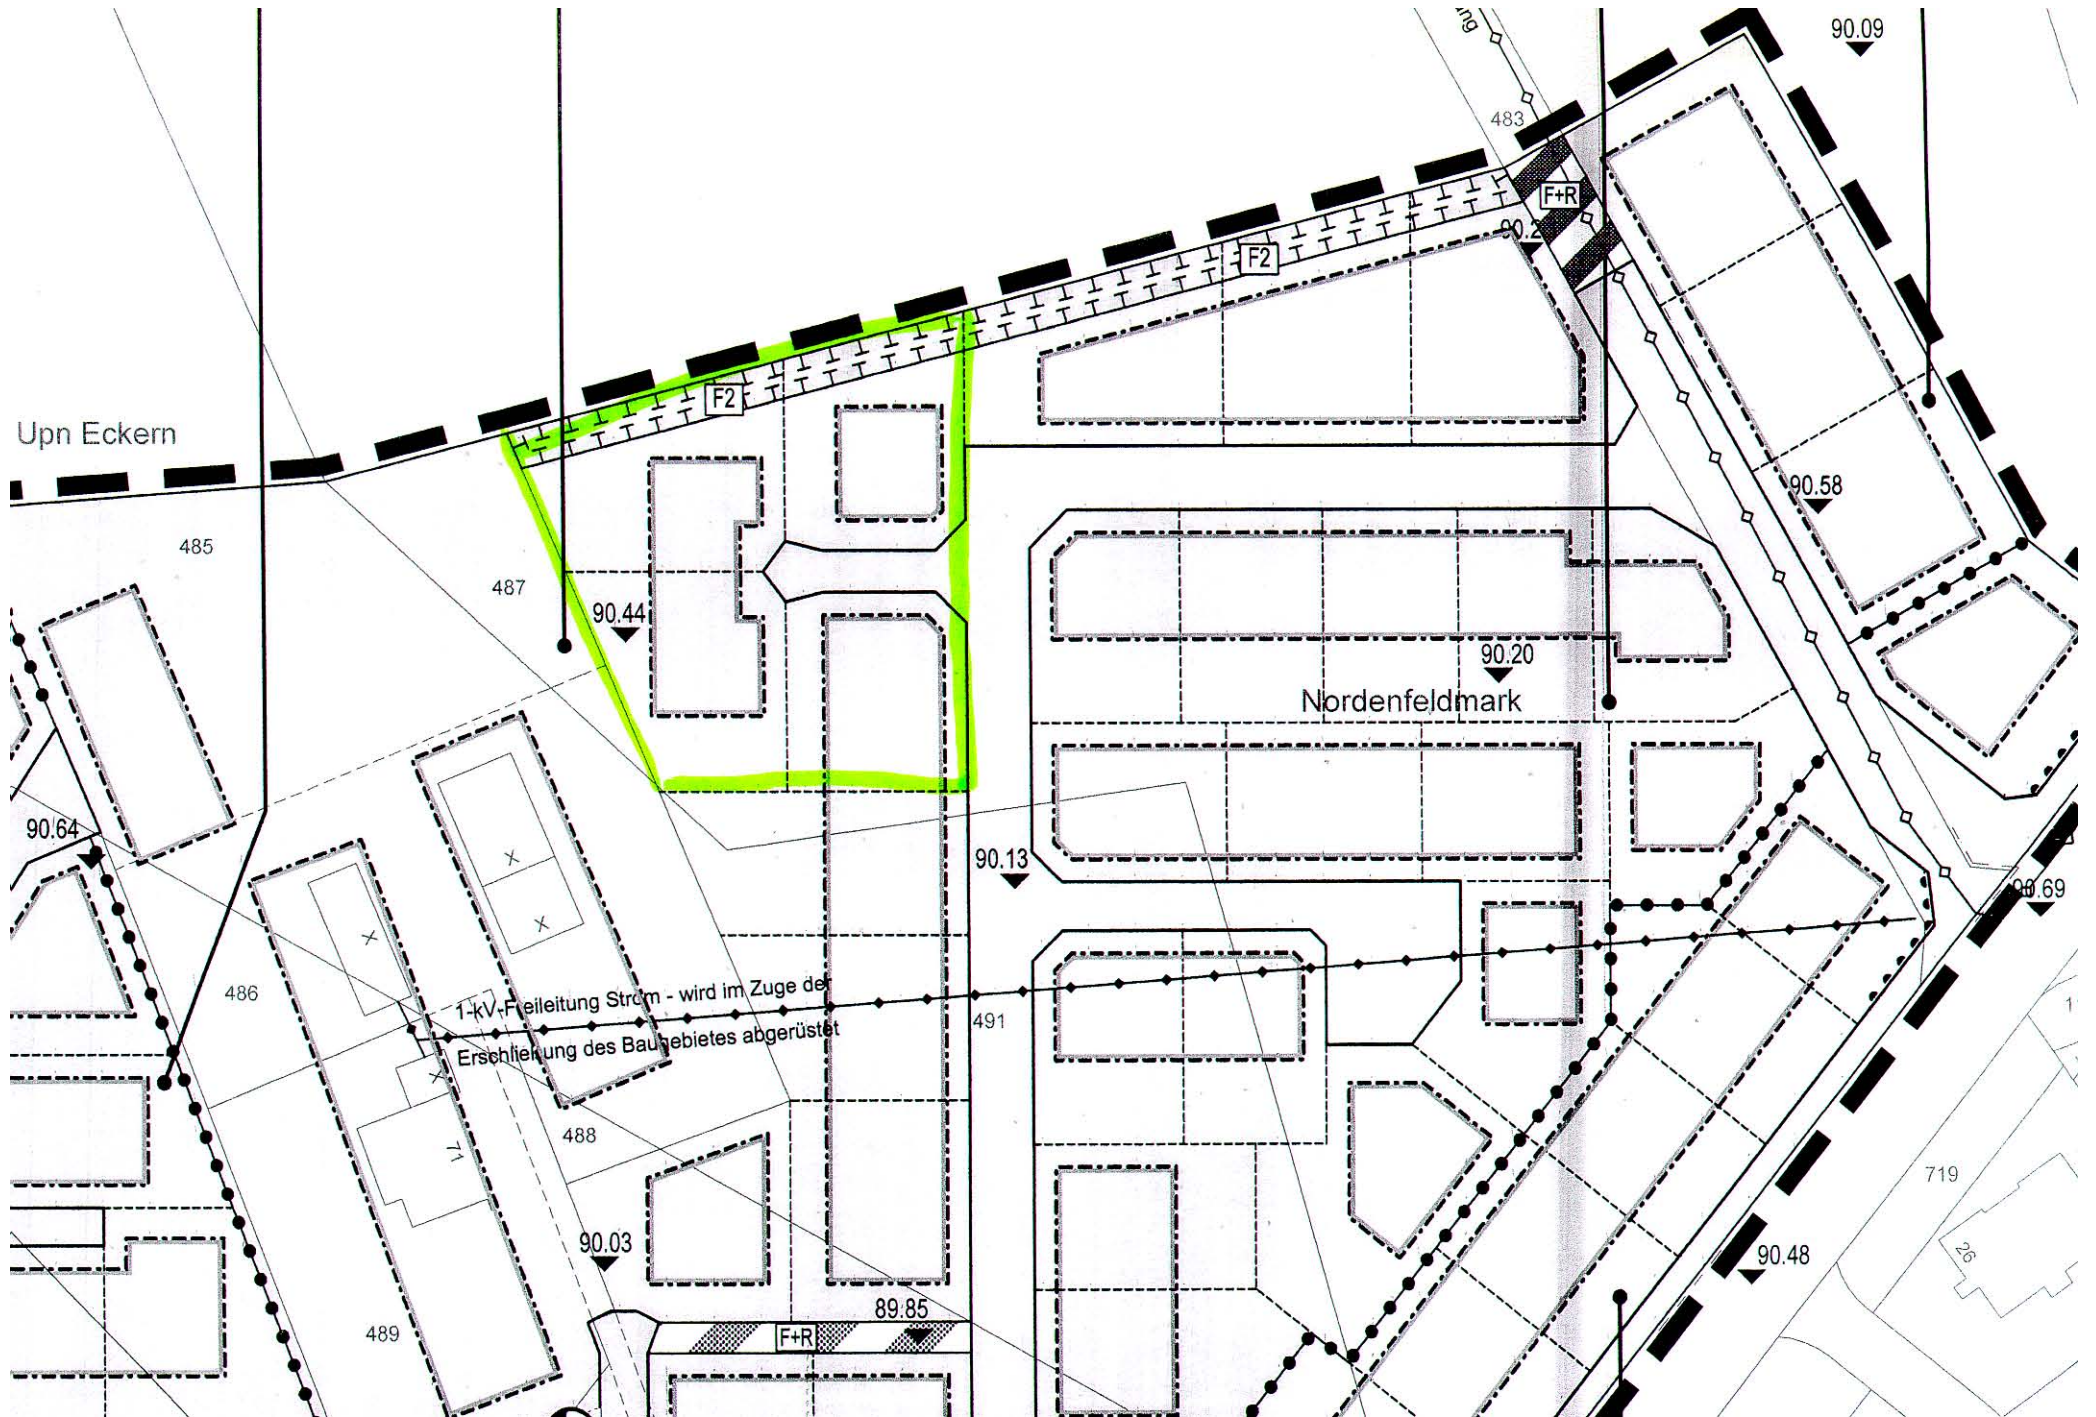 ng
90.09
483
F+R
90.2
F2
F2
Upn Eckern
90.58
485
487
90.44
90.20
Nordenfeldmark
90.64
90.13
90.69
486
1-kV-Freileitung Strom - wird im Zuge der
491
Erschließung des Baugebietes abgerüstet
488
71
719
90.03
90.48
26
89.85
489
F+R